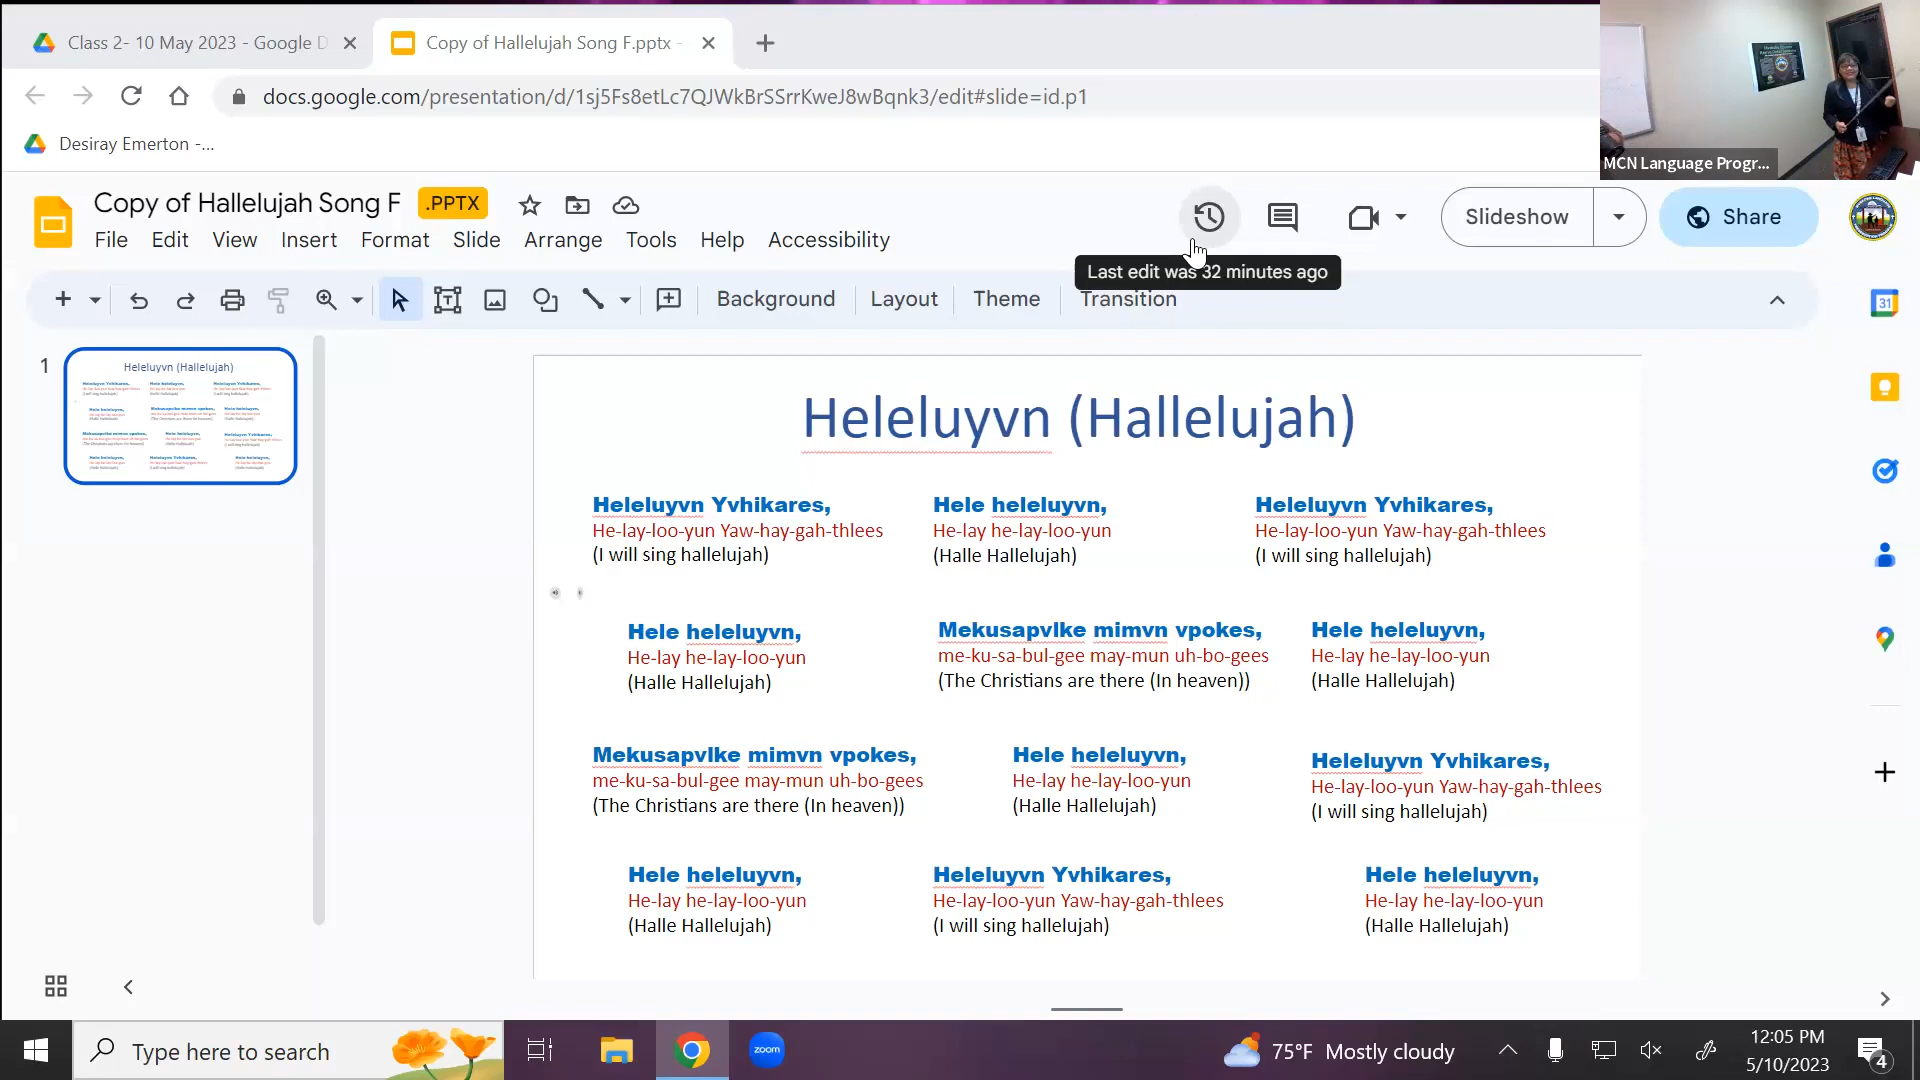 Class 2- 10 May 2023 - Google D
Copy of Hallelujah Song F.pptx -
docs.google.com/presentation/d/1sj5Fs8etLc7QJWkBrSSrrKweJ8wBqnk3/edit#slide=id.p1
Desiray Emerton -...
MCN Language Progr...
Copy of Hallelujah Song F .PPTX
File Edit View Insert Format Slide Arrange Tools Help Accessibility
Slideshow
Share
Last edit was 32 minutes ago
Background Layout Theme Transition
31
1
Heleluyvn (Hallelujah)
Heleluyvn (Hallelujah)
Heleluyvn Yvhikares, Hele heleluyvn, Heleluyvn Yvhikares,
He-lay-loo-yun Yaw-hay-gah-thlees He-lay he-lay-loo-yun He-lay-loo-yun Yaw-hay-gah-thlees
(I will sing hallelujah) (Halle Hallelujah) (I will sing hallelujah)
Hele heleluyvn, Mekusapvlke mimvn vpokes, Hele heleluyvn,
He-lay he-lay-loo-yun me-ku-sa-bul-gee may-mun uh-bo-gees He-lay he-lay-loo-yun
(Halle Hallelujah) (The Christians are there (In heaven)) (Halle Hallelujah)
Mekusapvlke mimvn vpokes, Hele heleluyvn, Heleluyvn Yvhikares,
me-ku-sa-bul-gee may-mun uh-bo-gees He-lay he-lay-loo-yun He-lay-loo-yun Yaw-hay-gah-thlees
(The Christians are there (In heaven)) (Halle Hallelujah) (I will sing hallelujah)
Hele heleluyvn, Heleluyvn Yvhikares, Hele heleluyvn,
He-lay he-lay-loo-yun He-lay-loo-yun Yaw-hay-gah-thlees He-lay he-lay-loo-yun
(Halle Hallelujah) (I will sing hallelujah) (Halle Hallelujah)
Type here to search
zoom
75°F Mostly cloudy
12:05 PM
5/10/2023
4